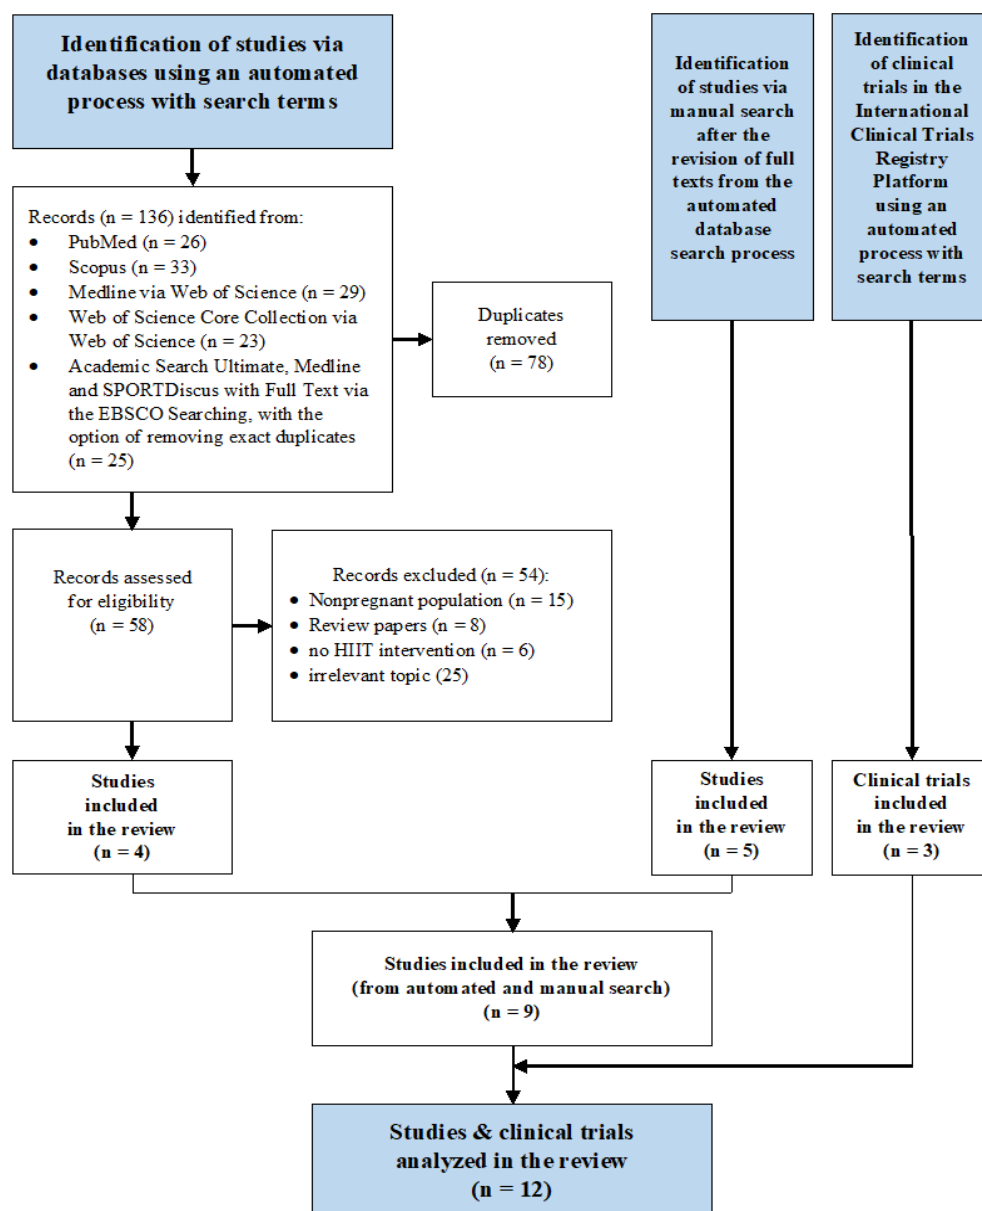 Identification of studies via
databases using an automated
process with search terms
Identification
of studies via
manual search
after the
revision of full
texts from the
automated
database
search process
Identification
of clinical
trials in the
International
Clinical Trials
Registry
Platform
using an
automated
process with
search terms
Records (n = 136) identified from:
• PubMed (n = 26)
• Scopus (n = 33)
• Medline via Web of Science (n = 29)
• Web of Science Core Collection via
Web of Science (n = 23)
• Academic Search Ultimate, Medline
and SPORTDiscus with Full Text via
the EBSCO Searching, with the
option of removing exact duplicates
(n = 25)
Duplicates
removed
(n = 78)
Records assessed
for eligibility
(n = 58)
Records excluded (n = 54):
• Nonpregnant population (n = 15)
• Review papers (n = 8)
• no HIIT intervention (n = 6)
• irrelevant topic (25)
Studies
included
in the review
(n = 4)
Studies
included
in the review
(n = 5)
Clinical trials
included
in the review
(n = 3)
Studies included in the review
(from automated and manual search)
(n = 9)
Studies & clinical trials
analyzed in the review
(n = 12)